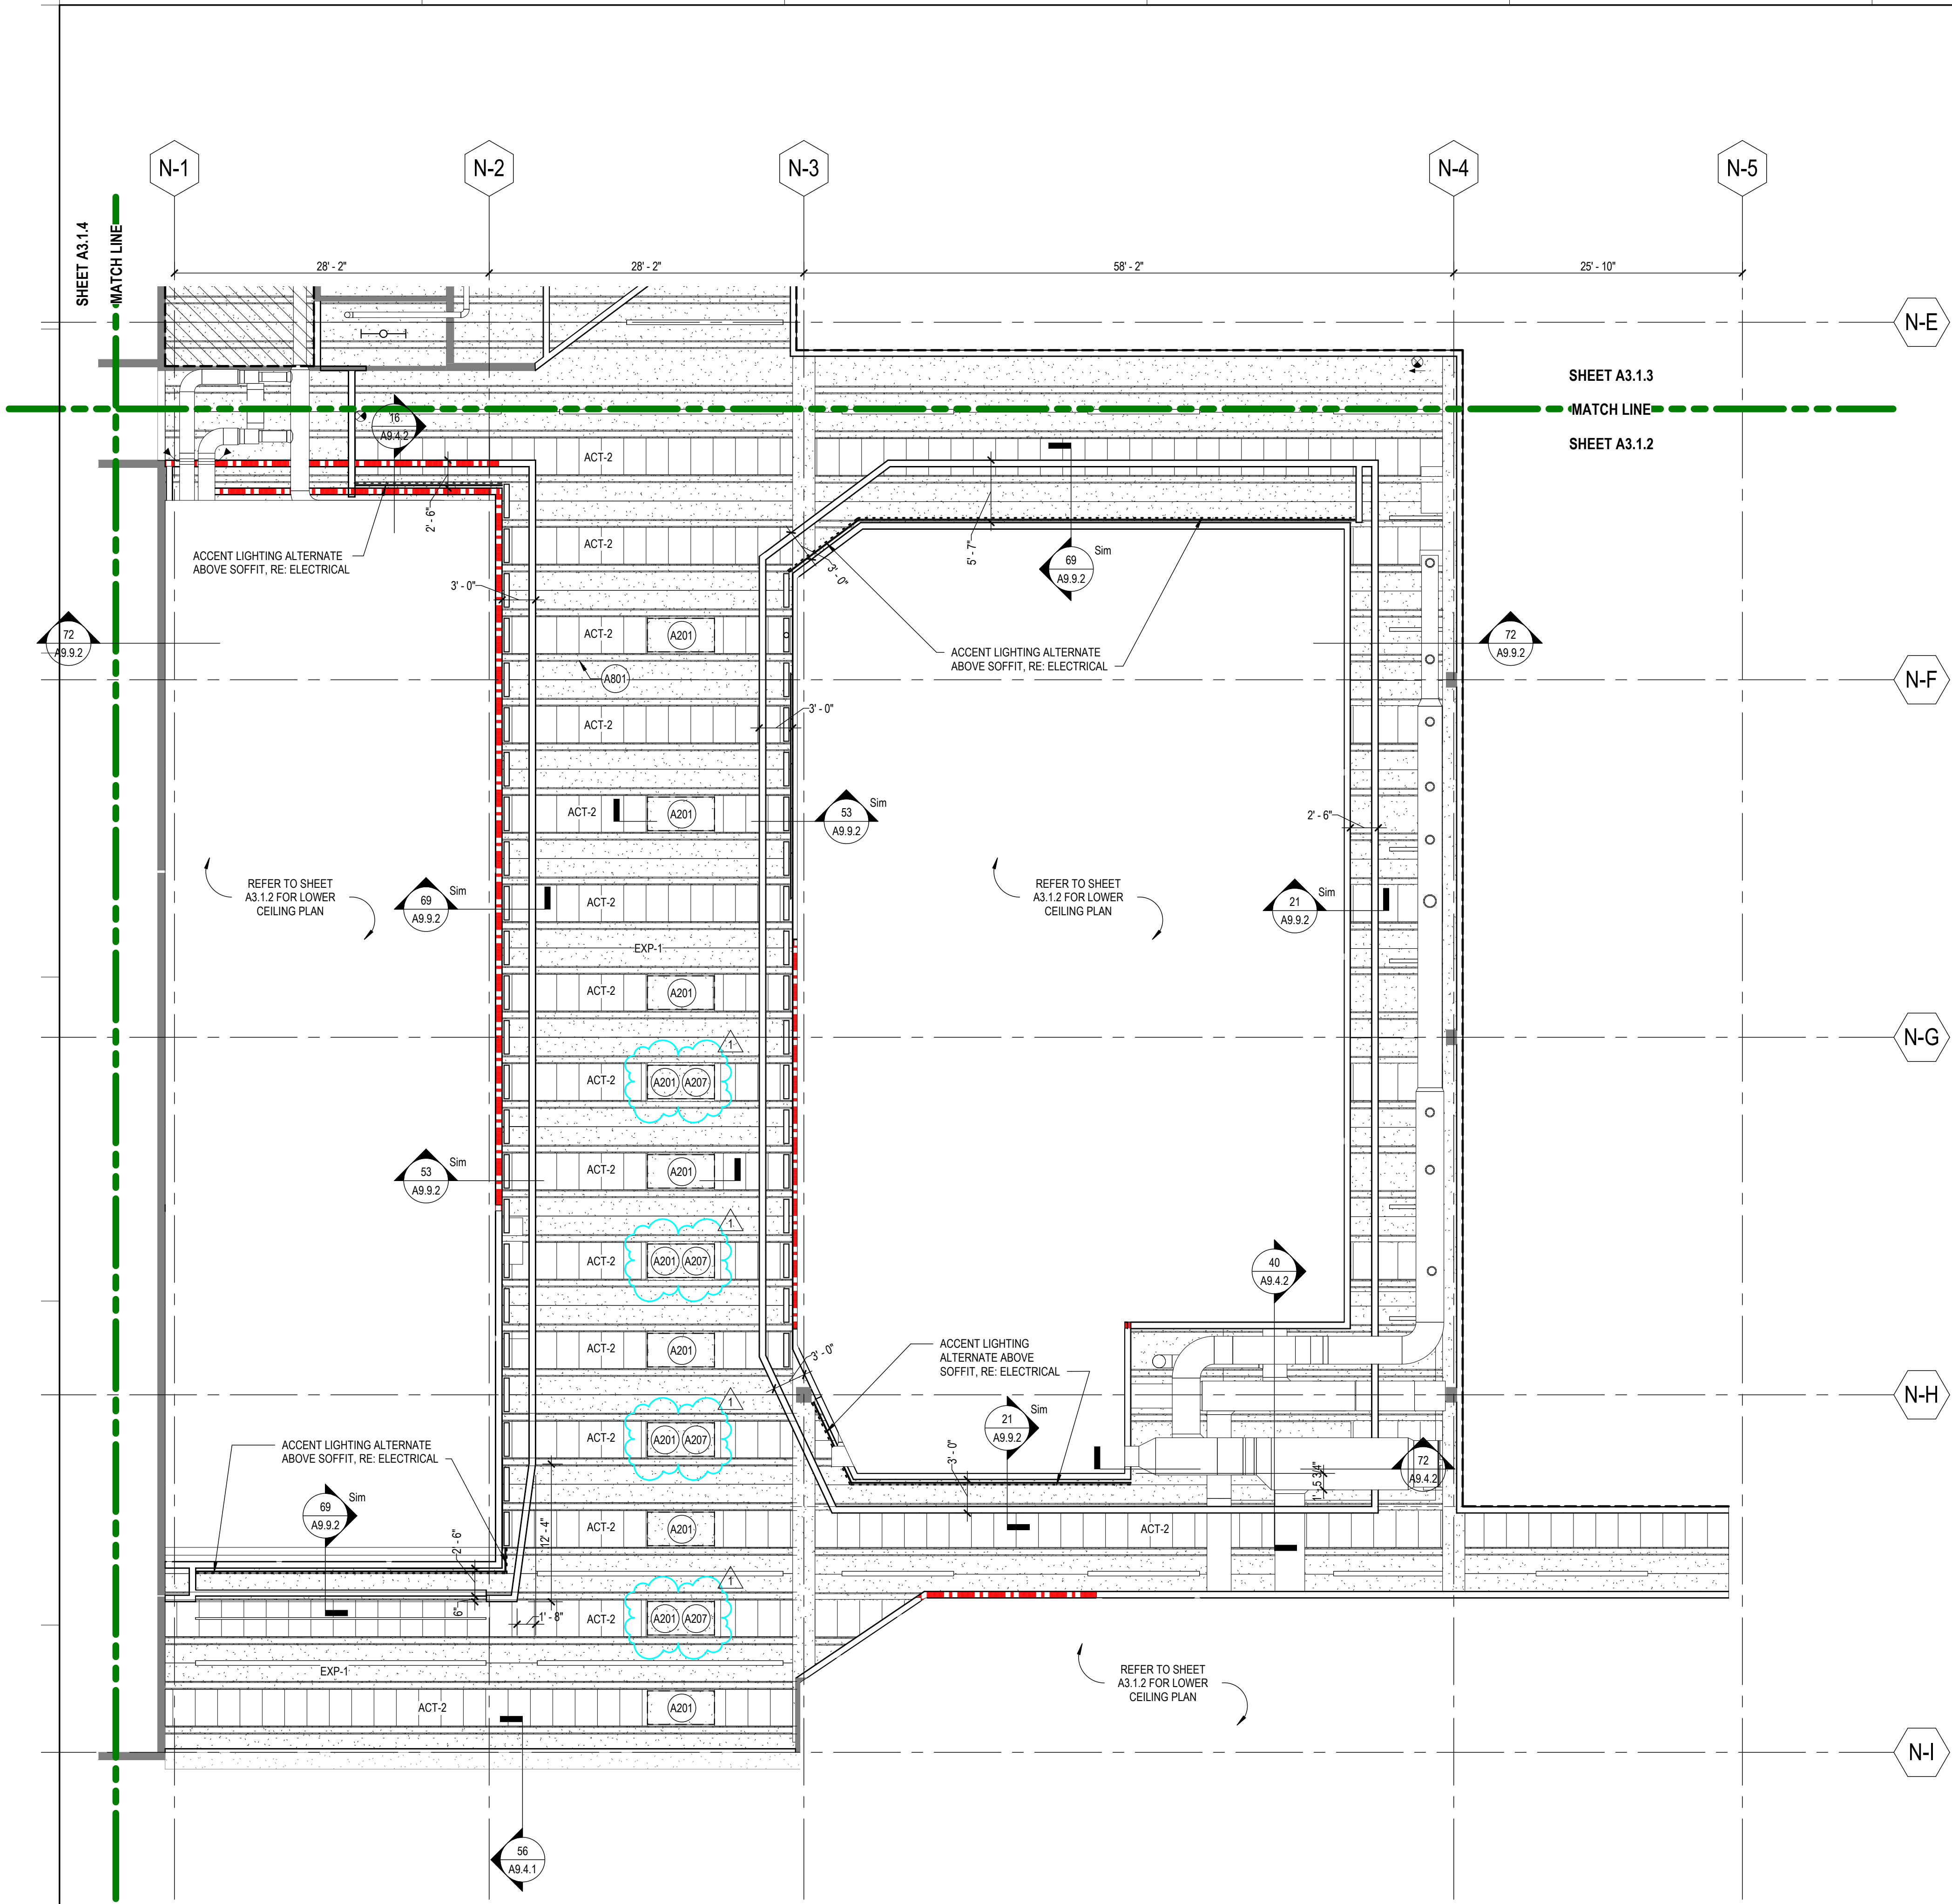 N-1
N-2
N-3
N-4
N-5
SHEET A3.1.4
MATCH LINE
28' - 2"
28' - 2"
58' - 2"
25' - 10"
N-E
SHEET A3.1.3
MATCH LINE
SHEET A3.1.2
16
A9.4.2
ACT-2
2' - 6"
ACCENT LIGHTING ALTERNATE
ABOVE SOFFIT, RE: ELECTRICAL
ACT-2
5' - 7"
69
A9.9.2
Sim
3' - 0"
3' - 0"
72
A9.9.2
ACT-2
A201
ACCENT LIGHTING ALTERNATE
ABOVE SOFFIT, RE: ELECTRICAL
72
A9.9.2
A801
N-F
3' - 0"
ACT-2
ACT-2
A201
53
A9.9.2
Sim
2' - 6"
REFER TO SHEET
A3.1.2 FOR LOWER
CEILING PLAN
69
A9.9.2
Sim
ACT-2
REFER TO SHEET
A3.1.2 FOR LOWER
CEILING PLAN
21
A9.9.2
Sim
EXP-1
ACT-2
A201
N-G
1
ACT-2
A201
A207
53
A9.9.2
Sim
ACT-2
A201
1
ACT-2
A201
A207
40
A9.4.2
ACT-2
A201
3' - 0"
ACCENT LIGHTING
ALTERNATE ABOVE
SOFFIT, RE: ELECTRICAL
N-H
1
ACT-2
A201
A207
21
A9.9.2
Sim
ACCENT LIGHTING ALTERNATE
ABOVE SOFFIT, RE: ELECTRICAL
3' - 0"
72
A9.4.2
1' - 5 3/4"
69
A9.9.2
Sim
2' - 6"
12' - 4"
ACT-2
A201
ACT-2
1
6"
1' - 8"
ACT-2
A201
A207
EXP-1
REFER TO SHEET
A3.1.2 FOR LOWER
CEILING PLAN
ACT-2
A201
N-I
56
A9.4.1